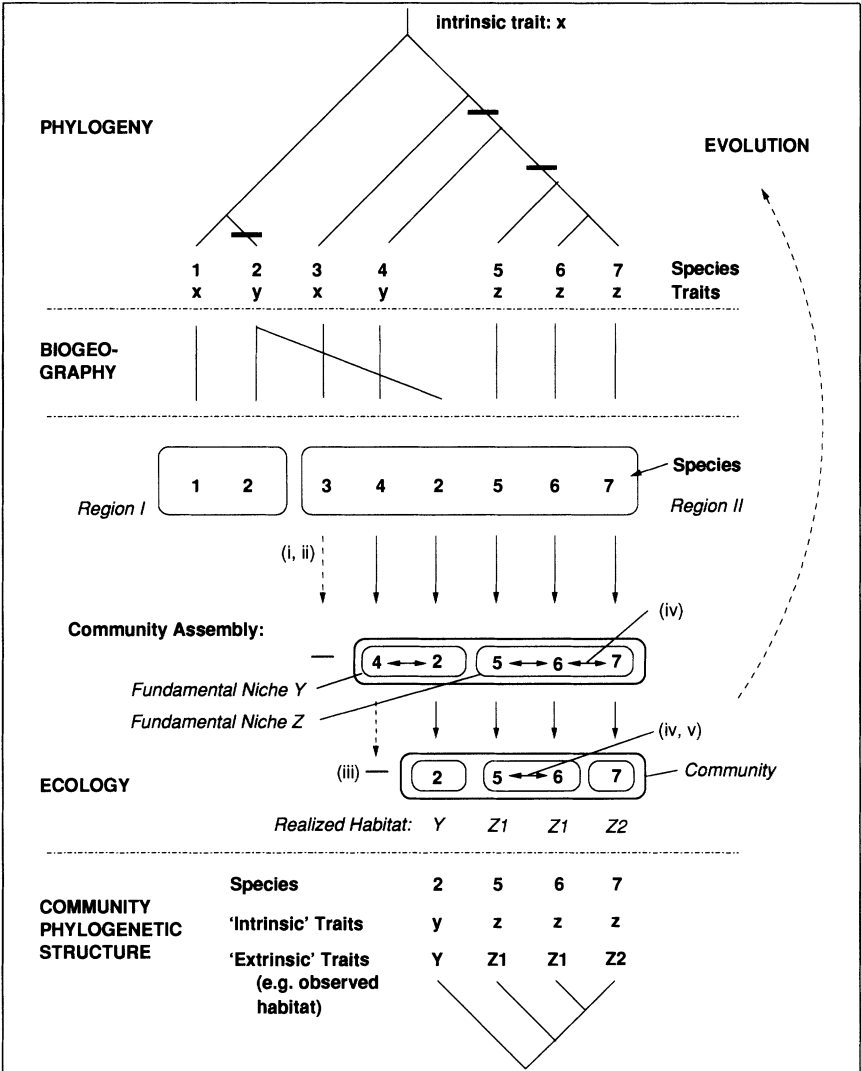 intrinsic trait: x
PHYLOGENY
EVOLUTION
1 2 3 4 5 6 7 Species
x y x y z z z Traits
BIOGEO-
GRAPHY
Species
1 2 3 4 2 5 6 7
Region I
Region II
(i, ii)
(iv)
Community Assembly:
4 2 5 6 7
Fundamental Niche Y
Fundamental Niche Z
(iv, v)
(iii)
2 5 6 7
Community
ECOLOGY
Realized Habitat: Y Z1 Z1 Z2
Species 2 5 6 7
COMMUNITY
PHYLOGENETIC
STRUCTURE
'Intrinsic' Traits y z z z
'Extrinsic' Traits Y Z1 Z1 Z2
(e.g. observed
habitat)